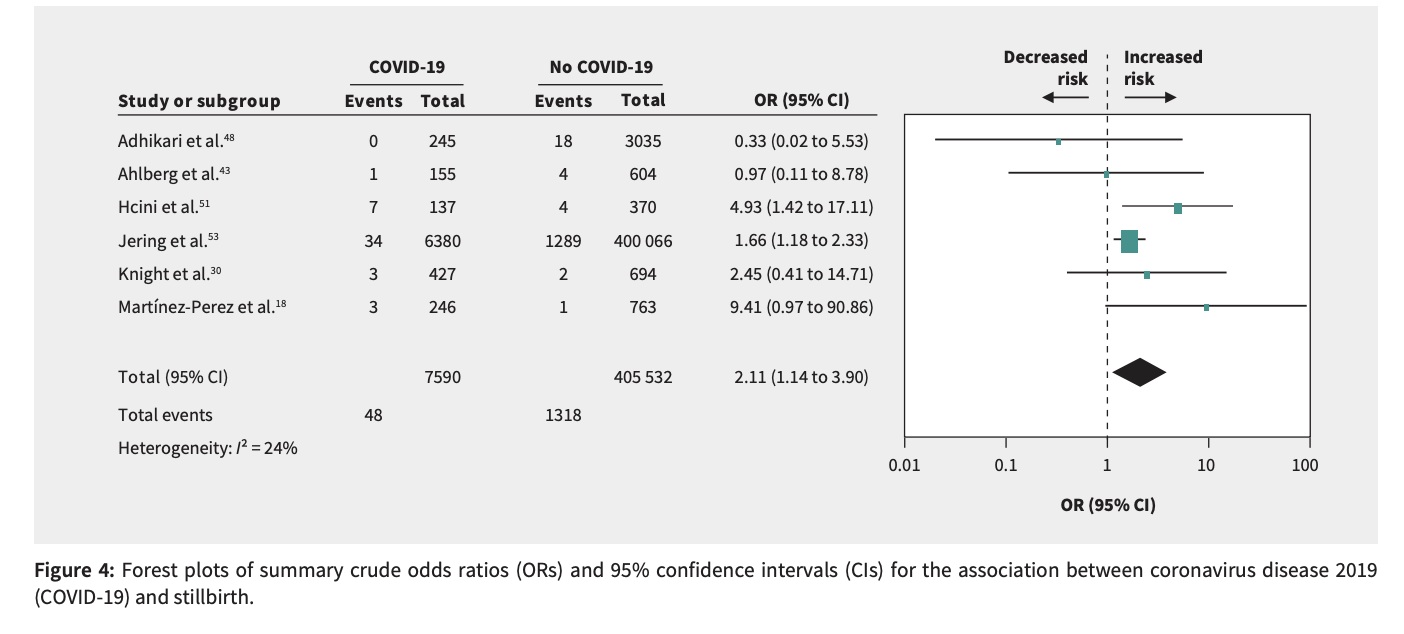 COVID-19 No COVID-19 Decreased risk Increased risk
Study or subgroup Events Total Events Total OR (95% CI)
Adhikari et al.48 0 245 18 3035 0.33 (0.02 to 5.53)
Ahlberg et al.43 1 155 4 604 0.97 (0.11 to 8.78)
Hcini et al.51 7 137 4 370 4.93 (1.42 to 17.11)
Jering et al.53 34 6380 1289 400 066 1.66 (1.18 to 2.33)
Knight et al.30 3 427 2 694 2.45 (0.41 to 14.71)
Martínez-Perez et al.18 3 246 1 763 9.41 (0.97 to 90.86)
Total (95% CI) 7590 405 532 2.11 (1.14 to 3.90)
Total events 48 1318
Heterogeneity: I² = 24%
0.01 0.1 1 10 100
OR (95% CI)
Figure 4: Forest plots of summary crude odds ratios (ORs) and 95% confidence intervals (CIs) for the association between coronavirus disease 2019
(COVID-19) and stillbirth.